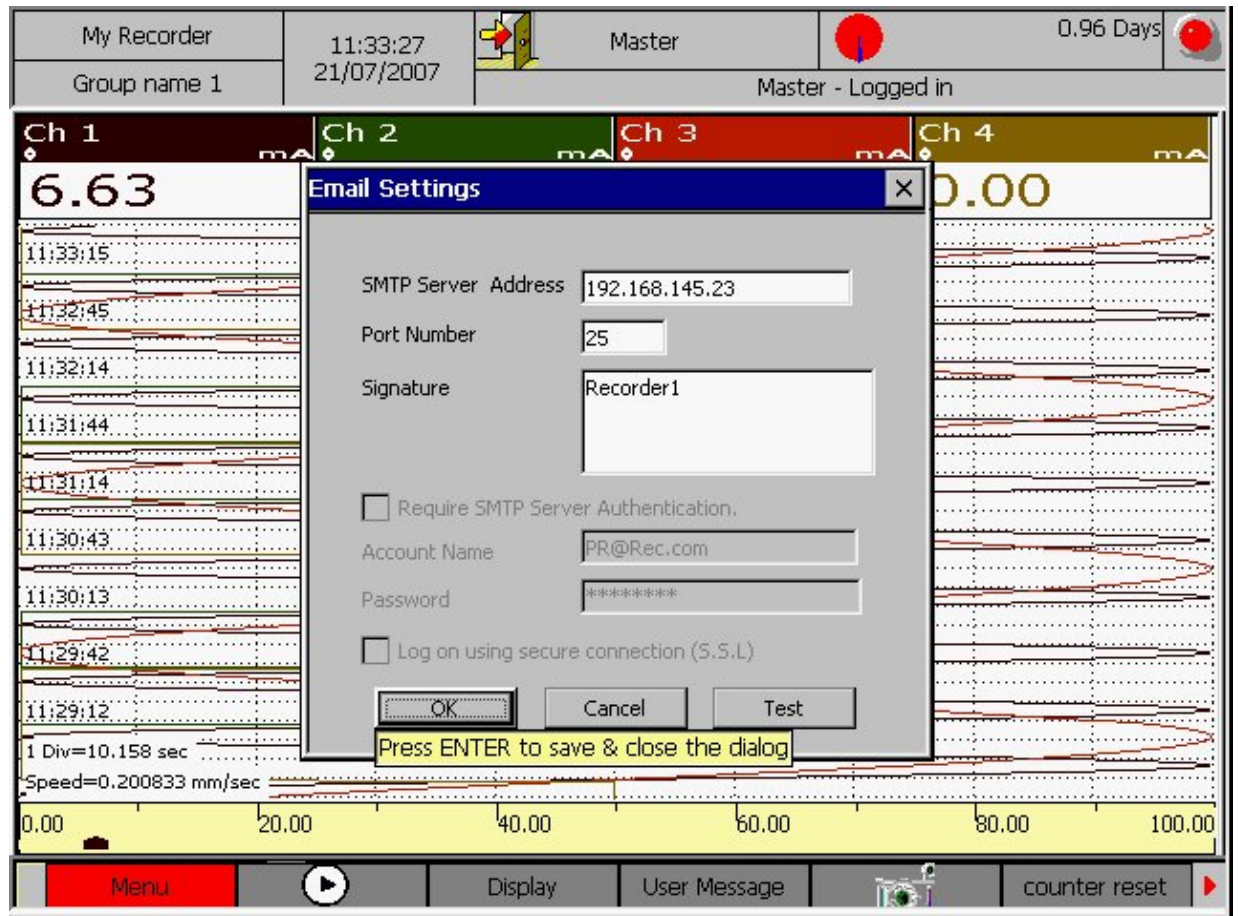 My Recorder
Group name 1
11:33:27
21/07/2007
Master
0.96 Days
Master - Logged in
Ch 1
mA
Ch 2
mA
Ch 3
mA
Ch 4
mA
6.63
0.00
Email Settings
SMTP Server Address
192.168.145.23
Port Number
25
Signature
Recorder1
Require SMTP Server Authentication.
Account Name
PR@Rec.com
Password
********
Log on using secure connection (S.S.L)
OK
Cancel
Test
Press ENTER to save & close the dialog
11:33:15
11:32:45
11:32:14
11:31:44
11:31:14
11:30:43
11:30:13
11:29:42
11:29:12
1 Div=10.158 sec
Speed=0.200833 mm/sec
0.00
20.00
40.00
60.00
80.00
100.00
Menu
Display
User Message
counter reset